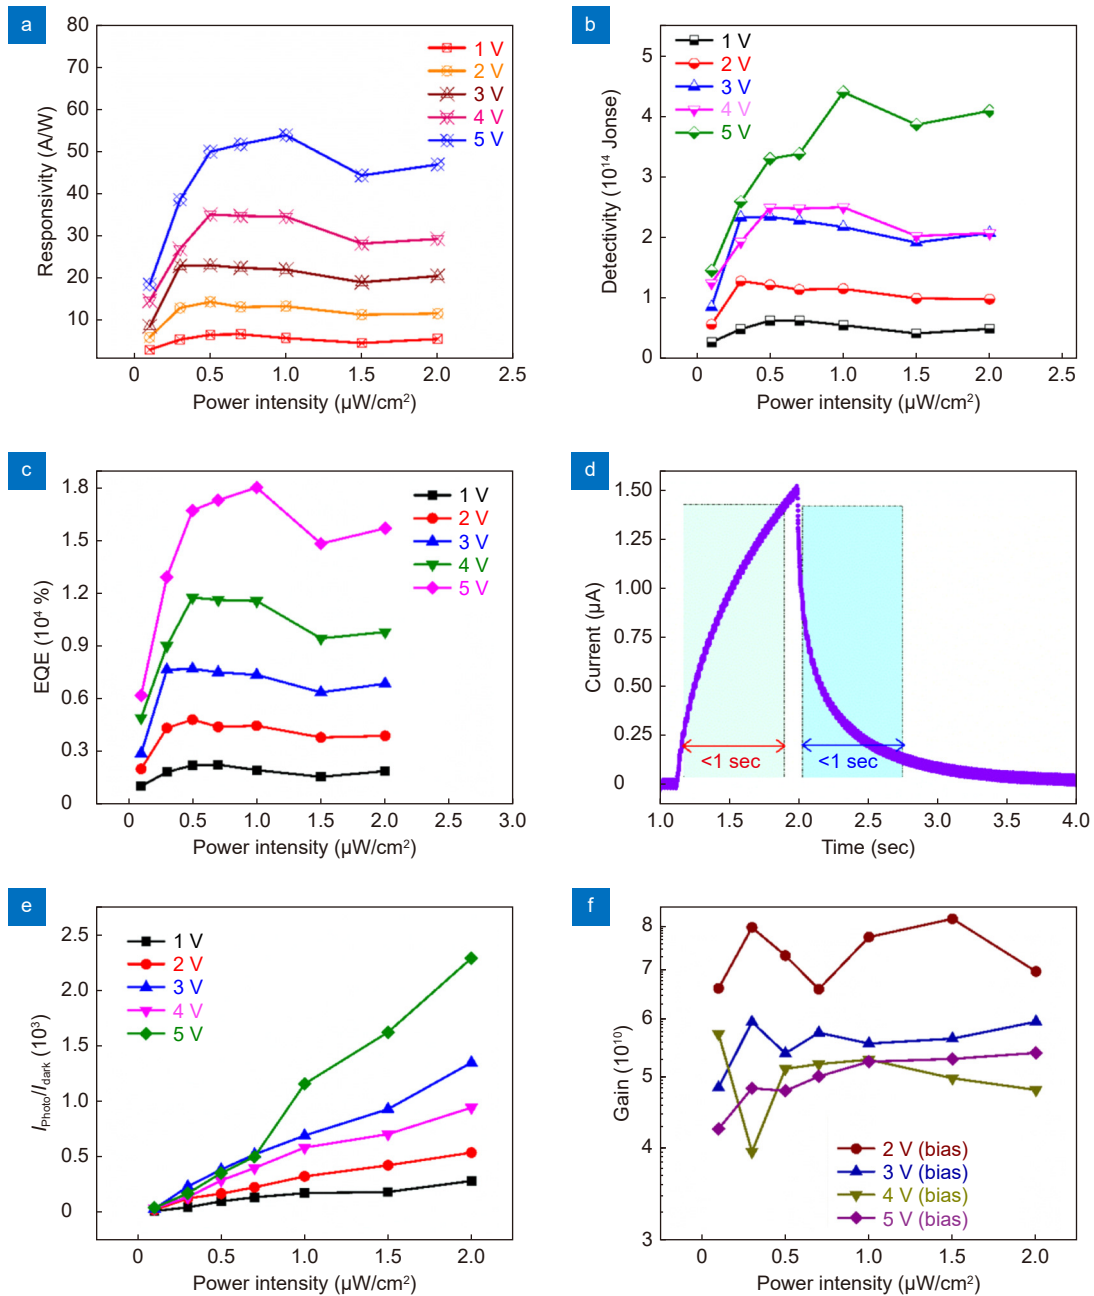 a
80
70
60
50
40
30
20
10
Responsivity (A/W)
1 V
2 V
3 V
4 V
5 V
0
0.5
1.0
1.5
2.0
2.5
Power intensity (µW/cm²)
b
5
4
3
2
1
0
Detectivity (10¹⁴ Jonse)
1 V
2 V
3 V
4 V
5 V
0
0.5
1.0
1.5
2.0
2.5
Power intensity (µW/cm²)
c
1.8
1.5
1.2
0.9
0.6
0.3
0
EQE (10⁴ %)
1 V
2 V
3 V
4 V
5 V
0
0.5
1.0
1.5
2.0
2.5
3.0
Power intensity (µW/cm²)
d
1.50
1.25
1.00
0.75
0.50
0.25
0
Current (µA)
<1 sec
<1 sec
1.0
1.5
2.0
2.5
3.0
3.5
4.0
Time (sec)
e
2.5
2.0
1.5
1.0
0.5
0
I_Photo/I_dark (10³)
1 V
2 V
3 V
4 V
5 V
0
0.5
1.0
1.5
2.0
Power intensity (µW/cm²)
f
8
7
6
5
4
3
Gain (10¹⁰)
2 V (bias)
3 V (bias)
4 V (bias)
5 V (bias)
0
0.5
1.0
1.5
2.0
Power intensity (µW/cm²)